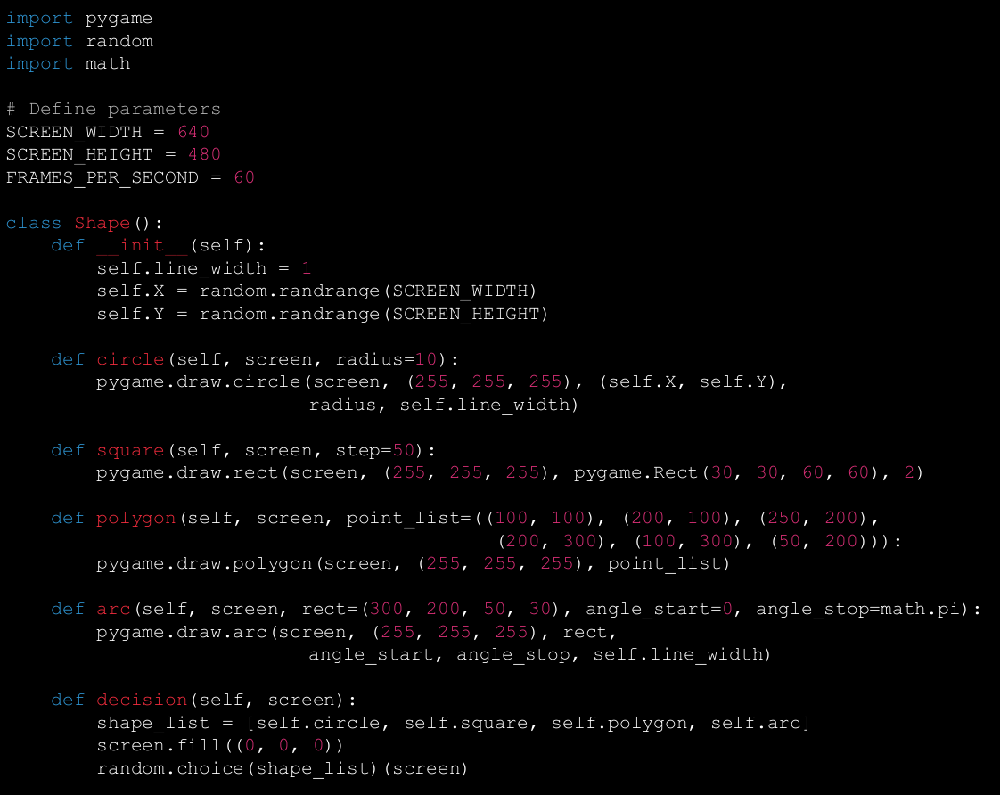 import pygame
import random
import math

# Define parameters
SCREEN_WIDTH = 640
SCREEN_HEIGHT = 480
FRAMES_PER_SECOND = 60

class Shape():
    def __init__(self):
        self.line_width = 1
        self.X = random.randrange(SCREEN_WIDTH)
        self.Y = random.randrange(SCREEN_HEIGHT)

    def circle(self, screen, radius=10):
        pygame.draw.circle(screen, (255, 255, 255), (self.X, self.Y),
                           radius, self.line_width)

    def square(self, screen, step=50):
        pygame.draw.rect(screen, (255, 255, 255), pygame.Rect(30, 30, 60, 60), 2)

    def polygon(self, screen, point_list=((100, 100), (200, 100), (250, 200),
                                            (200, 300), (100, 300), (50, 200))):
        pygame.draw.polygon(screen, (255, 255, 255), point_list)

    def arc(self, screen, rect=(300, 200, 50, 30), angle_start=0, angle_stop=math.pi):
        pygame.draw.arc(screen, (255, 255, 255), rect,
                           angle_start, angle_stop, self.line_width)

    def decision(self, screen):
        shape_list = [self.circle, self.square, self.polygon, self.arc]
        screen.fill((0, 0, 0))
        random.choice(shape_list)(screen)